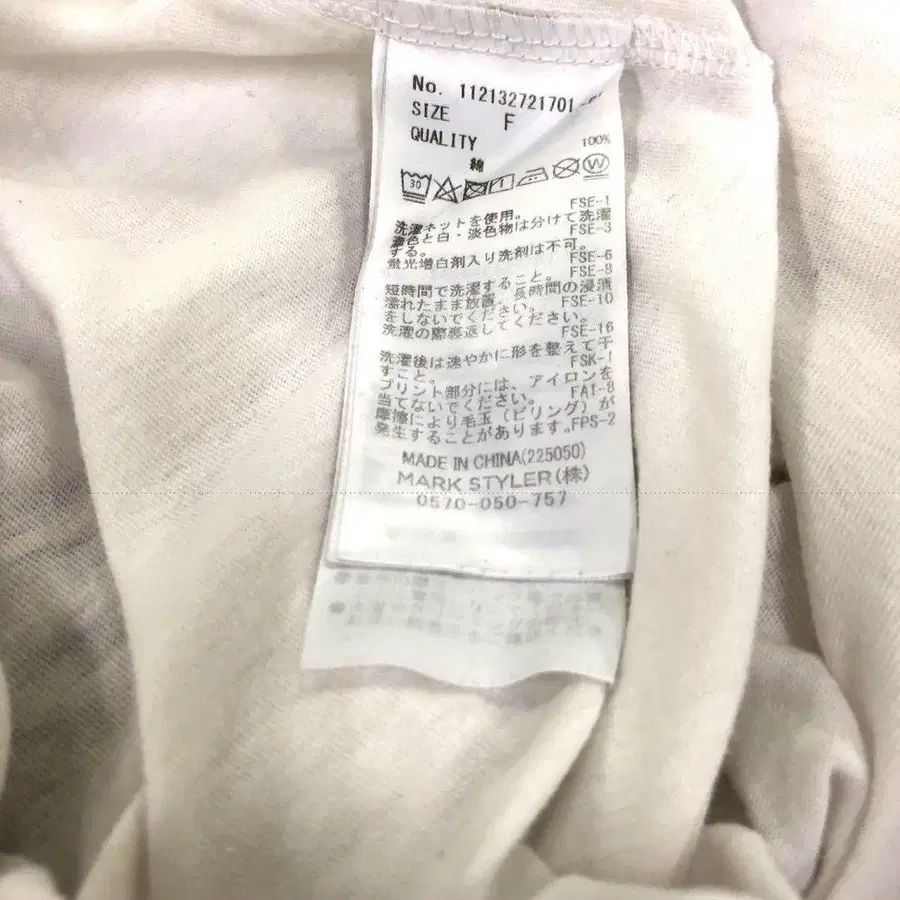 No. 112132721701
SIZE F
QUALITY
綿 100%
30 W
FSE-1
洗濯ネットを使用。
濃色と白・淡色物は分けて洗濯
する。 FSE-3
蛍光増白剤入り洗剤は不可。 FSE-6
短時間で洗濯すること。 FSE-8
濡れたまま放置、長時間の浸漬
をしないでください。 FSE-10
洗濯の際裏返してください。
FSE-16
洗濯後は速やかに形を整えて干
すこと。 FSK-1
プリント部分には、アイロンを
当てないでください。 FAI-8
摩擦により毛玉(ピリング)が
発生することがあります。FPS-2
MADE IN CHINA(225050)
MARK STYLER(株)
0570-050-757